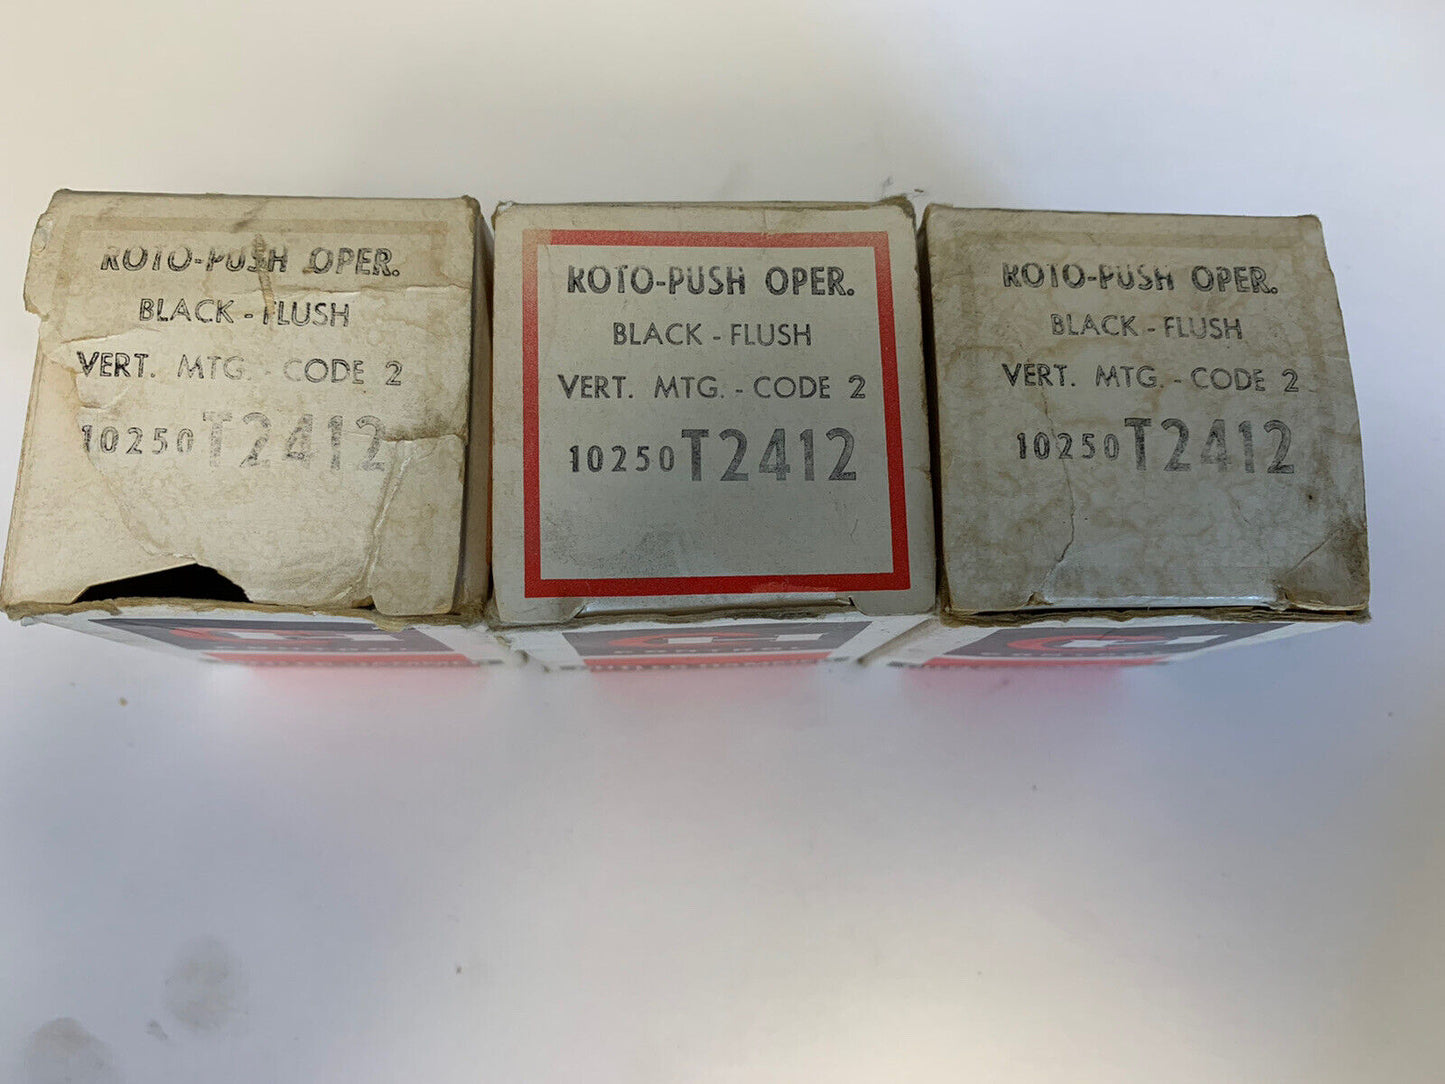 ROTO-PUSH OPER.
BLACK - FLUSH
VERT. MTG. - CODE 2
10250T2412
ROTO-PUSH OPER.
BLACK - FLUSH
VERT. MTG. - CODE 2
10250T2412
ROTO-PUSH OPER.
BLACK - FLUSH
VERT. MTG. - CODE 2
10250T2412
CONTROL